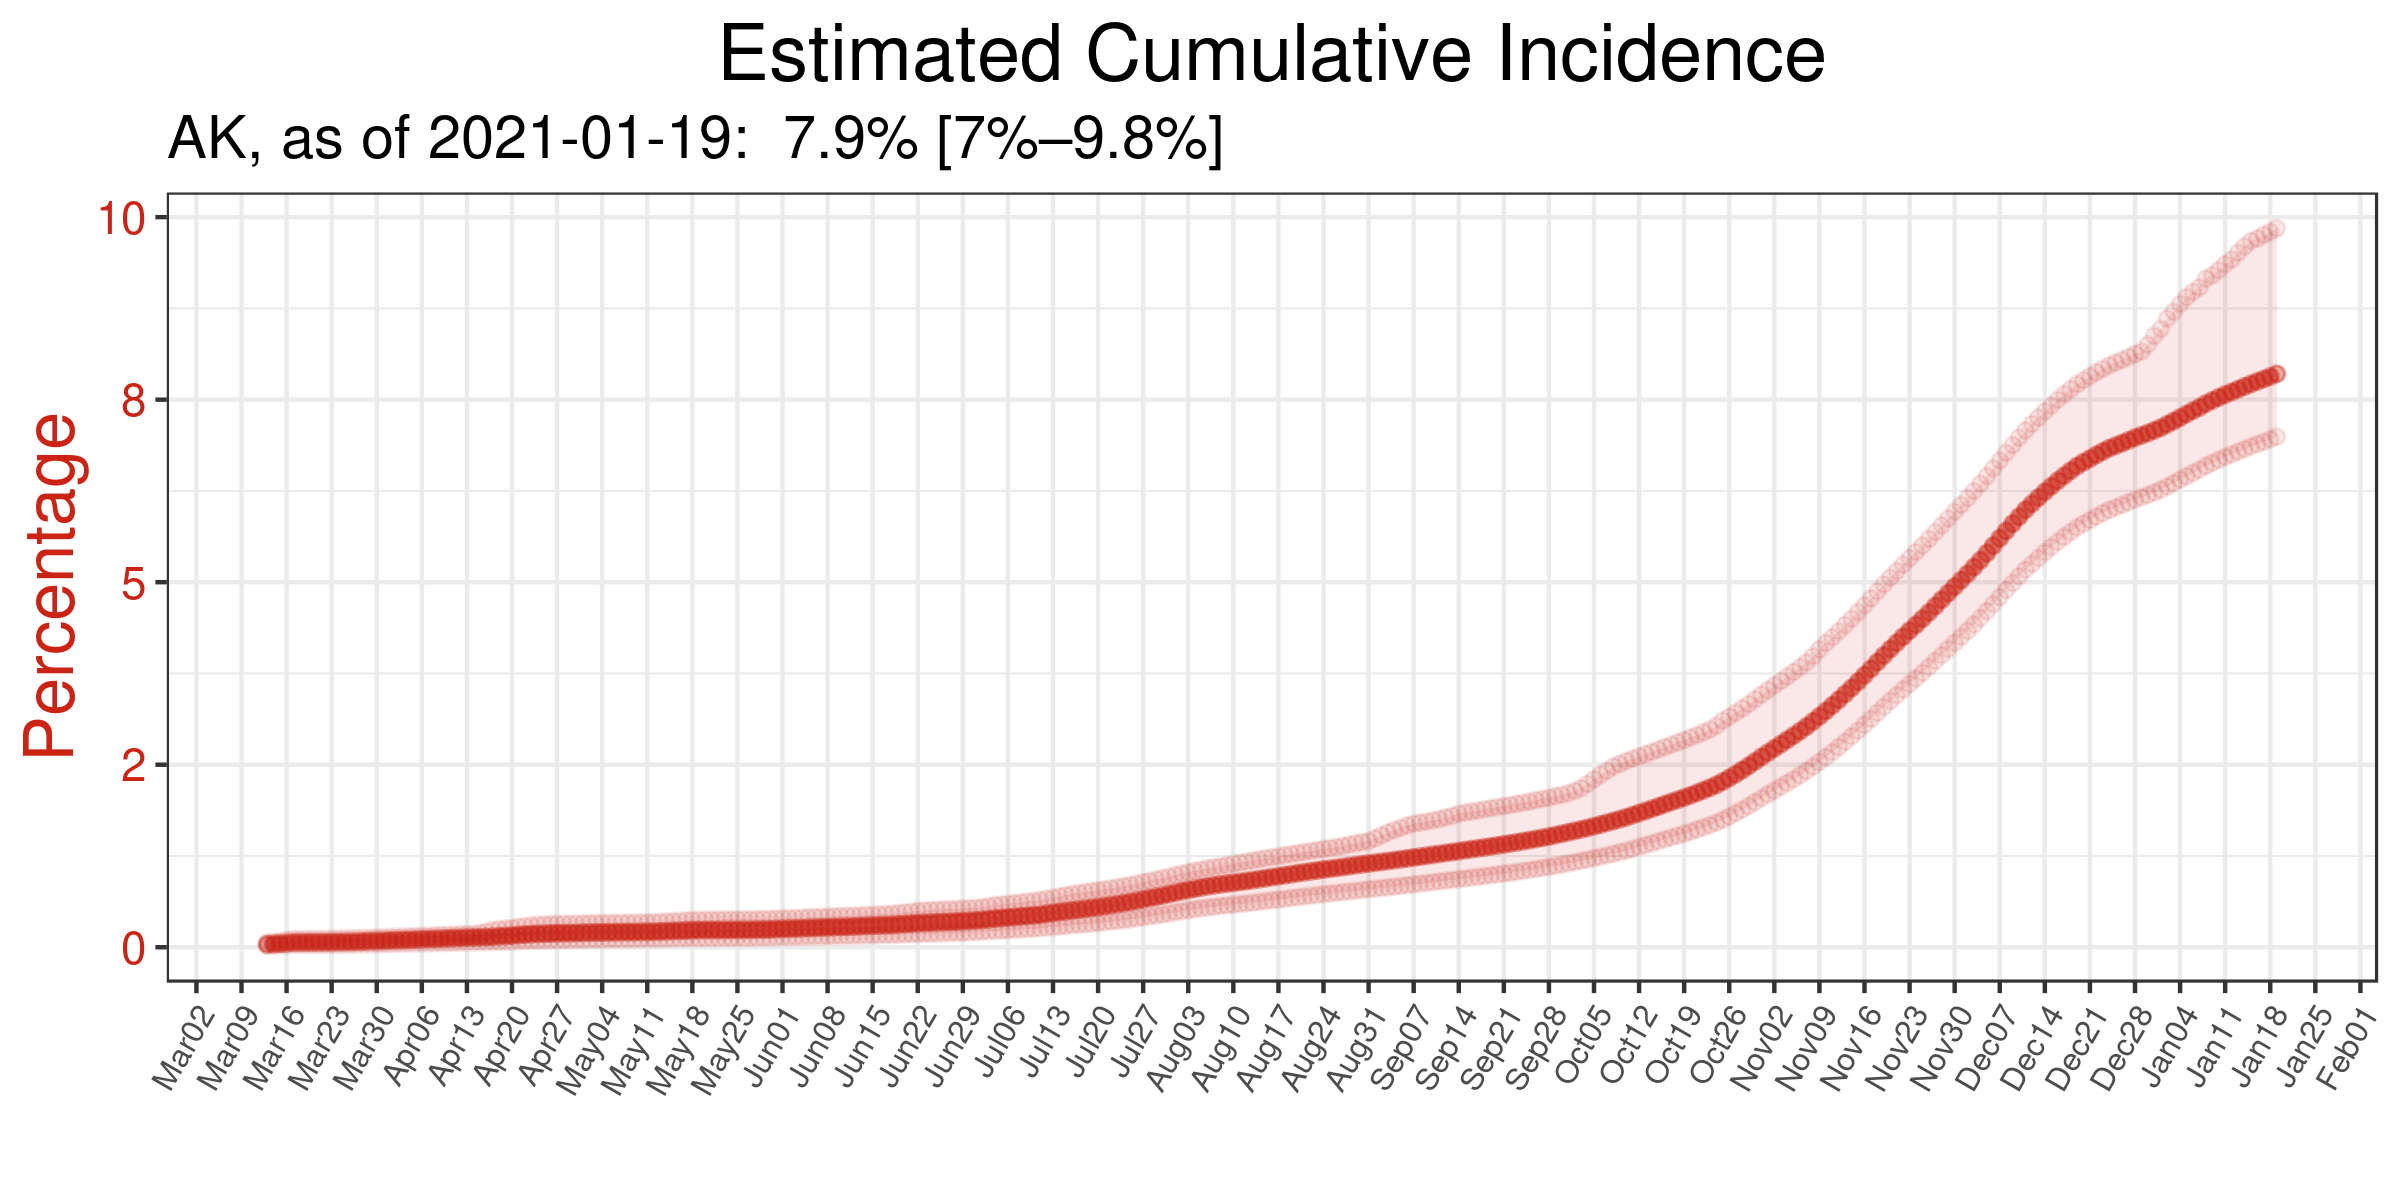 Estimated Cumulative Incidence
AK, as of 2021-01-19:  7.9% [7%–9.8%]
Percentage
10
8
5
2
0
Mar02
Mar09
Mar16
Mar23
Mar30
Apr06
Apr13
Apr20
Apr27
May04
May11
May18
May25
Jun01
Jun08
Jun15
Jun22
Jun29
Jul06
Jul13
Jul20
Jul27
Aug03
Aug10
Aug17
Aug24
Aug31
Sep07
Sep14
Sep21
Sep28
Oct05
Oct12
Oct19
Oct26
Nov02
Nov09
Nov16
Nov23
Nov30
Dec07
Dec14
Dec21
Dec28
Jan04
Jan11
Jan18
Jan25
Feb01